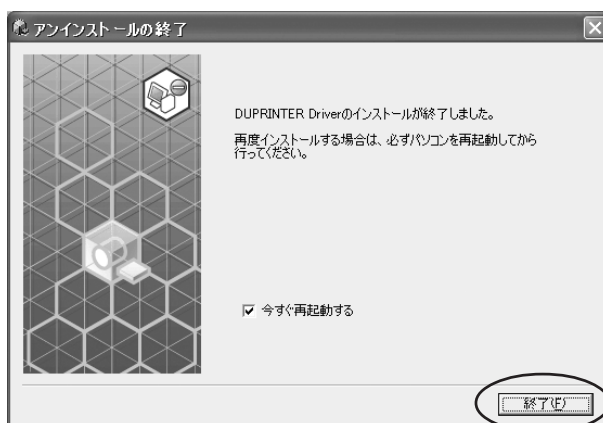 アンインストールの終了
DUPRINTER Driverのインストールが終了しました。
再度インストールする場合は、必ずパソコンを再起動してから
行ってください。
今すぐ再起動する
終了(F)